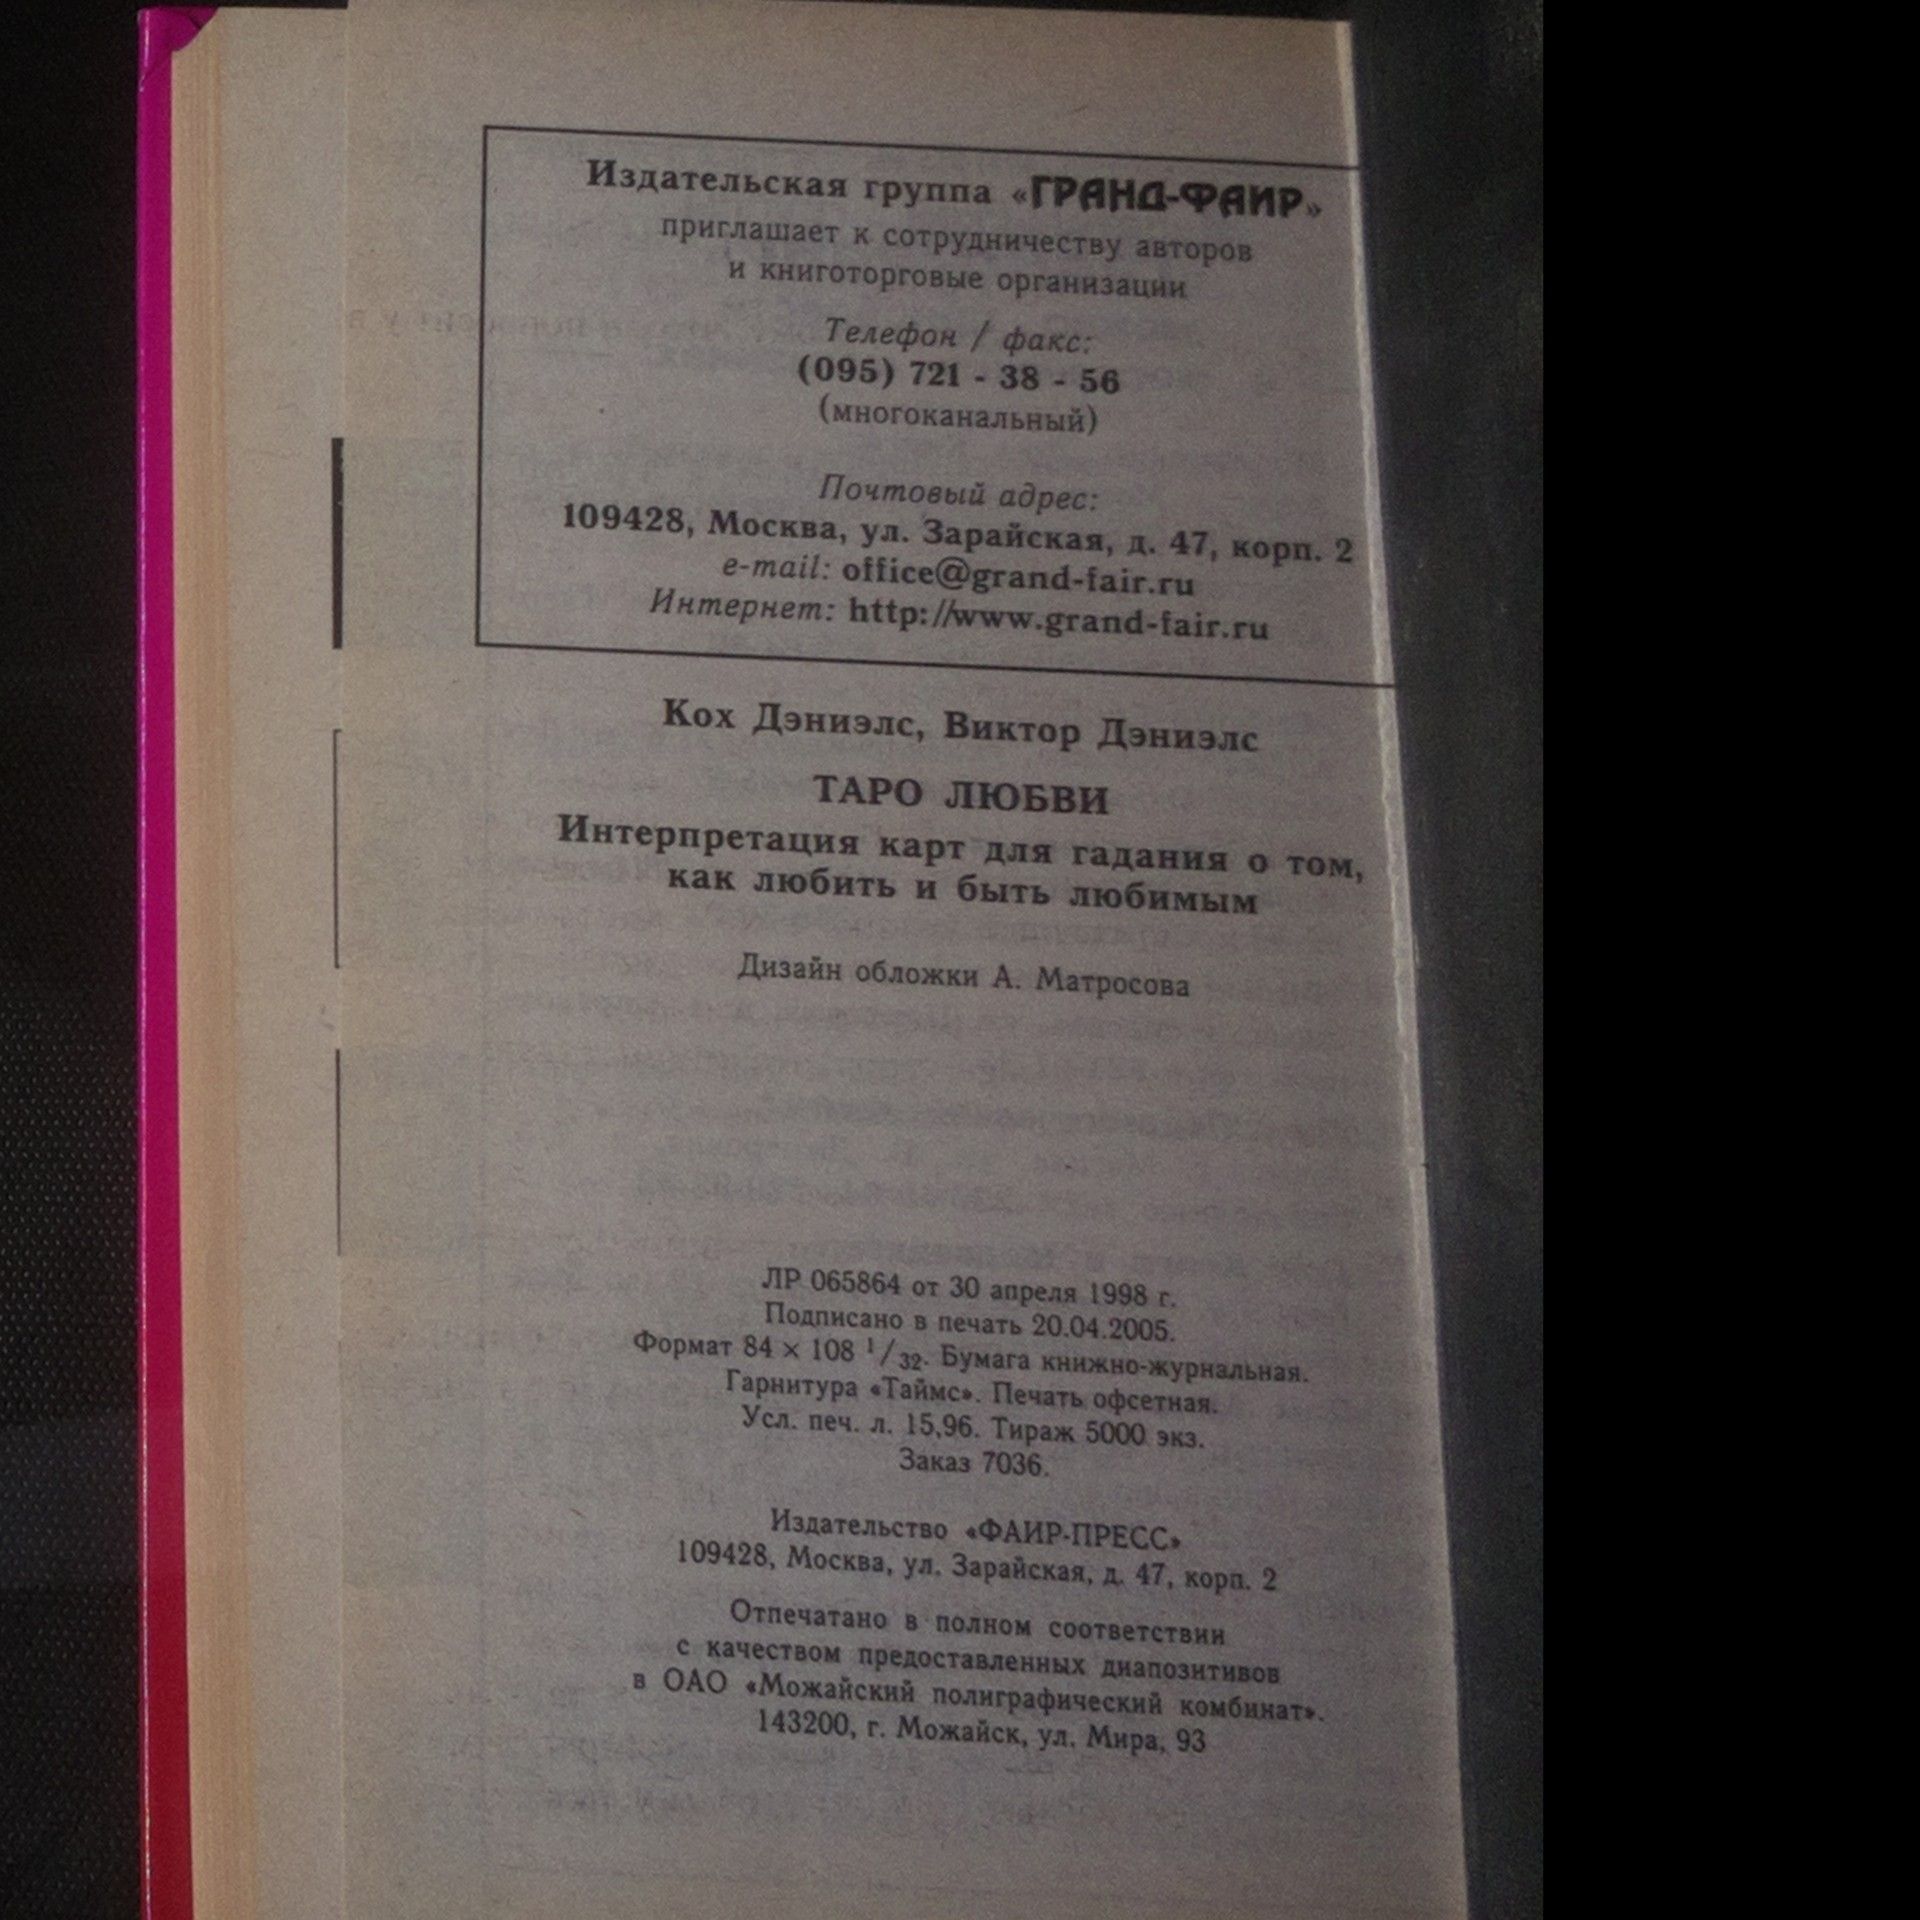 Издательская группа «ГРАНД-ФАИР»
приглашает к сотрудничеству авторов
и книготорговые организации
Телефон / факс:
(095) 721 - 38 - 56
(многоканальный)
Почтовый адрес:
109428, Москва, ул. Зарайская, д. 47, корп. 2
e-mail: office@grand-fair.ru
Интернет: http://www.grand-fair.ru
Кох Дэниэлс, Виктор Дэниэлс
ТАРО ЛЮБВИ
Интерпретация карт для гадания о том,
как любить и быть любимым
Дизайн обложки А. Матросова
ЛР 065864 от 30 апреля 1998 г.
Подписано в печать 20.04.2005.
Формат 84 × 108 1/32. Бумага книжно-журнальная.
Гарнитура «Таймс». Печать офсетная.
Усл. печ. л. 15,96. Тираж 5000 экз.
Заказ 7036.
Издательство «ФАИР-ПРЕСС»
109428, Москва, ул. Зарайская, д. 47, корп. 2
Отпечатано в полном соответствии
с качеством предоставленных диапозитивов
в ОАО «Можайский полиграфический комбинат».
143200, г. Можайск, ул. Мира, 93